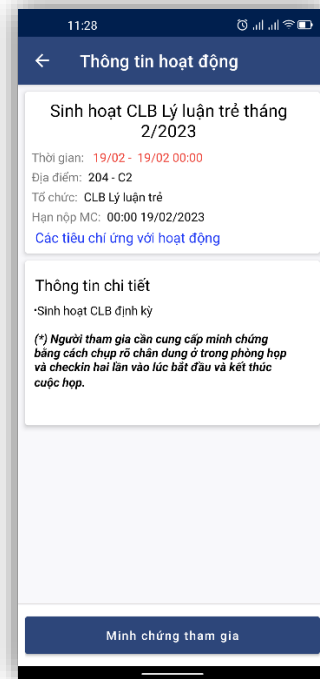 11:28
Thông tin hoạt động
Sinh hoạt CLB Lý luận trẻ tháng
2/2023
Thời gian: 19/02 - 19/02 00:00
Địa điểm: 204 - C2
Tổ chức: CLB Lý luận trẻ
Hạn nộp MC: 00:00 19/02/2023
Các tiêu chí ứng với hoạt động
Thông tin chi tiết
•Sinh hoạt CLB định kỳ
(*) Người tham gia cần cung cấp minh chứng
bằng cách chụp rõ chân dung ở trong phòng họp
và checkin hai lần vào lúc bắt đầu và kết thúc
cuộc họp.
Minh chứng tham gia